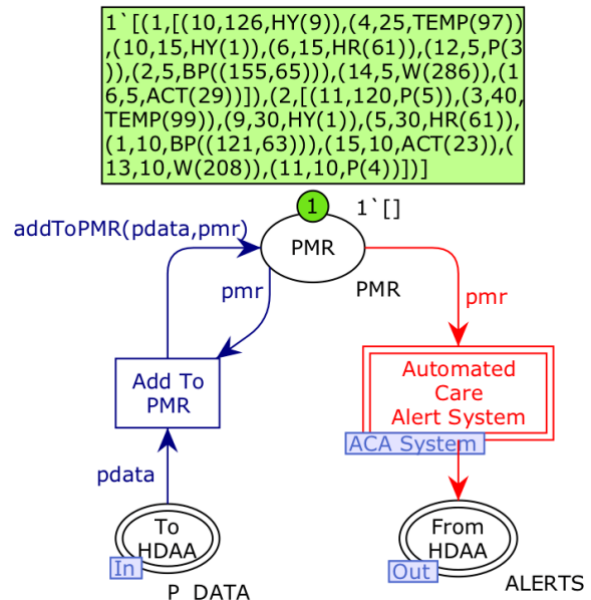 1`[(1,[(10,126,HY(9)),(4,25,TEMP(97))
,(10,15,HY(1)),(6,15,HR(61)),(12,5,P(3
)),(2,5,BP((155,65))),(14,5,W(286)),(1
6,5,ACT(29))]),(2,[(11,120,P(5)),(3,40,
TEMP(99)),(9,30,HY(1)),(5,30,HR(61)),
(1,10,BP((121,63))),(15,10,ACT(23)),(
13,10,W(208)),(11,10,P(4))])]
1
1`[]
addToPMR(pdata,pmr)
PMR
pmr
PMR
pmr
Add To
PMR
Automated
Care
Alert System
ACA System
pdata
To
HDAA
In
P_DATA
From
HDAA
Out
ALERTS